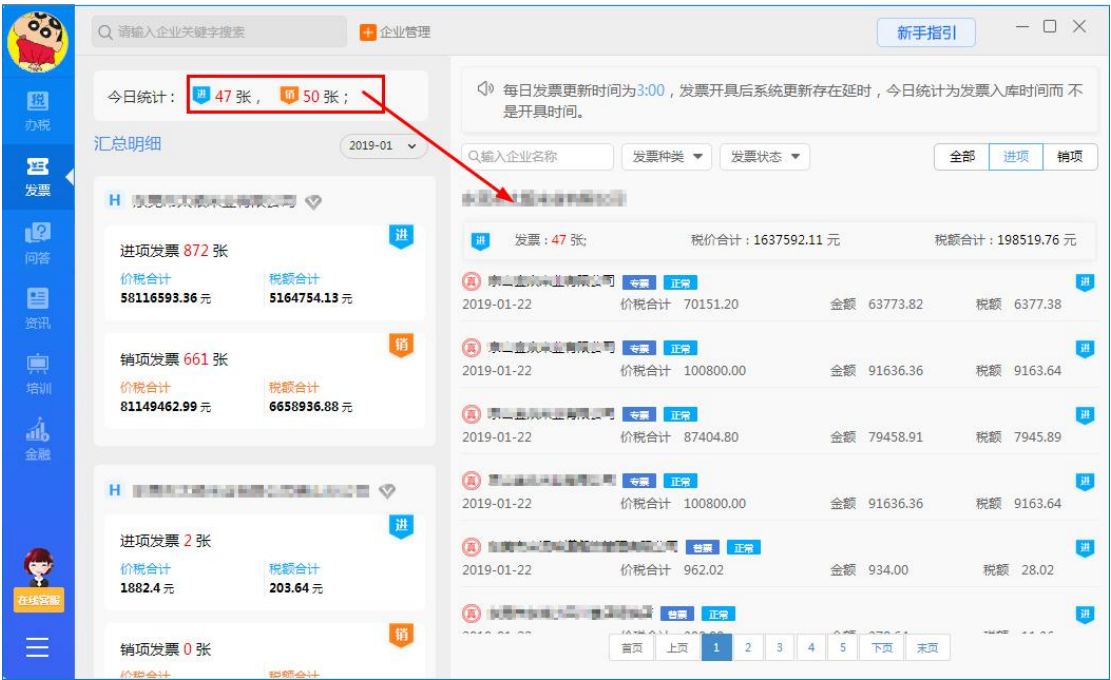 请输入企业关键字搜索
企业管理
新手指引
税
办税
发票
问答
资讯
培训
金融
在线客服
今日统计： 进 47 张， 销 50 张；
汇总明细
2019-01
H
进
进项发票 872 张
价税合计 税额合计
58116593.36 元 5164754.13 元
销
销项发票 661 张
价税合计 税额合计
81149462.99 元 6658936.88 元
H
进
进项发票 2 张
价税合计 税额合计
1882.4 元 203.64 元
销
销项发票 0 张
价税合计 税额合计
每日发票更新时间为3:00，发票开具后系统更新存在延时，今日统计为发票入库时间而 不
是开具时间。
输入企业名称 发票种类 发票状态 全部 进项 销项
进 发票：47 张; 税价合计：1637592.11 元 税额合计：198519.76 元
真 专票 正常 进
2019-01-22 价税合计 70151.20 金额 63773.82 税额 6377.38
真 专票 正常 进
2019-01-22 价税合计 100800.00 金额 91636.36 税额 9163.64
真 专票 正常 进
2019-01-22 价税合计 87404.80 金额 79458.91 税额 7945.89
真 专票 正常 进
2019-01-22 价税合计 100800.00 金额 91636.36 税额 9163.64
真 普票 正常 进
2019-01-22 价税合计 962.02 金额 934.00 税额 28.02
真 普票 正常 进
首页 上页 1 2 3 4 5 下页 末页